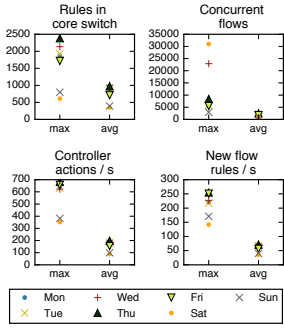 Rules in core switch
2500
2000
1500
1000
500
0
max avg
Concurrent flows
35000
30000
25000
20000
15000
10000
5000
0
max avg
Controller actions / s
700
600
500
400
300
200
100
0
max avg
New flow rules / s
300
250
200
150
100
50
0
max avg
Mon Wed Fri Sun
Tue Thu Sat